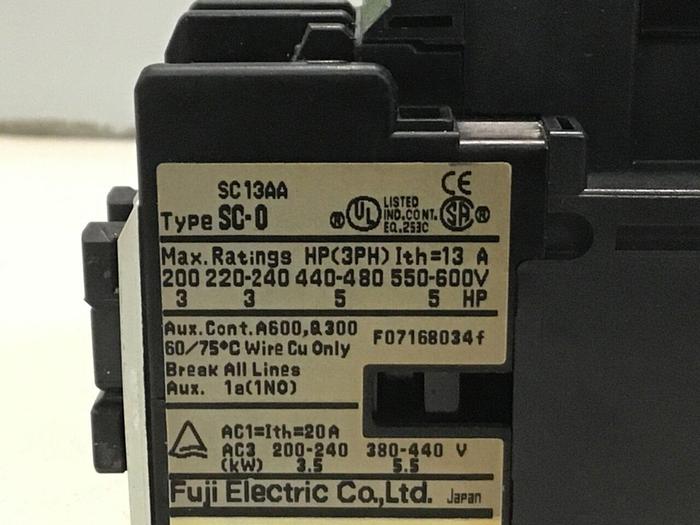 SC13AA
CE
Type SC-0 ® UL LISTED IND.CONT. EQ.253C SA ®
Max. Ratings HP(3PH) Ith=13 A
200 220-240 440-480 550-600V
3 3 5 5 HP
Aux.Cont.A600,Q300
60/75°C Wire Cu Only
F07168034f
Break All Lines
Aux. 1a(1NO)
AC1=Ith=20A
AC3 200-240 380-440 V
(kW) 3.5 5.5
Fuji Electric Co.,Ltd. Japan